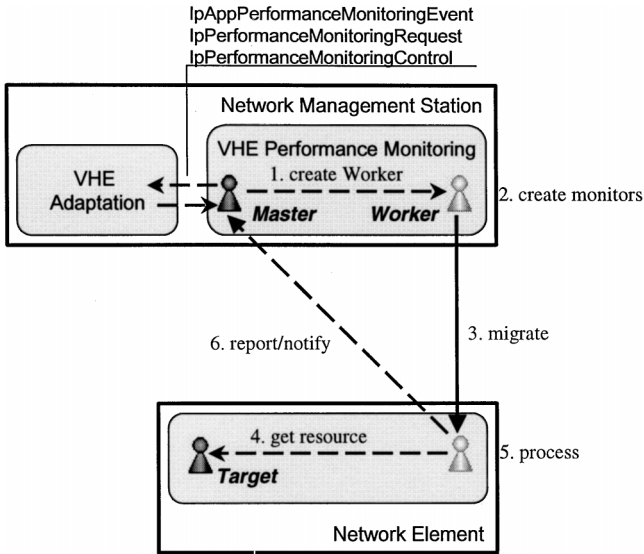 IpAppPerformanceMonitoringEvent
IpPerformanceMonitoringRequest
IpPerformanceMonitoringControl
Network Management Station
VHE Performance Monitoring
1. create Worker
VHE
Adaptation
Master
Worker
2. create monitors
3. migrate
6. report/notify
4. get resource
5. process
Target
Network Element